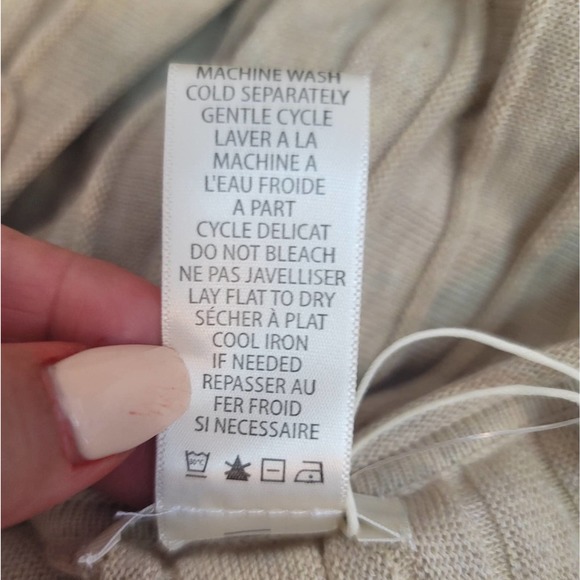 MACHINE WASH
COLD SEPARATELY
GENTLE CYCLE
LAVER A LA
MACHINE A
L'EAU FROIDE
A PART
CYCLE DELICAT
DO NOT BLEACH
NE PAS JAVELLISER
LAY FLAT TO DRY
SÉCHER À PLAT
COOL IRON
IF NEEDED
REPASSER AU
FER FROID
SI NECESSAIRE
30°C